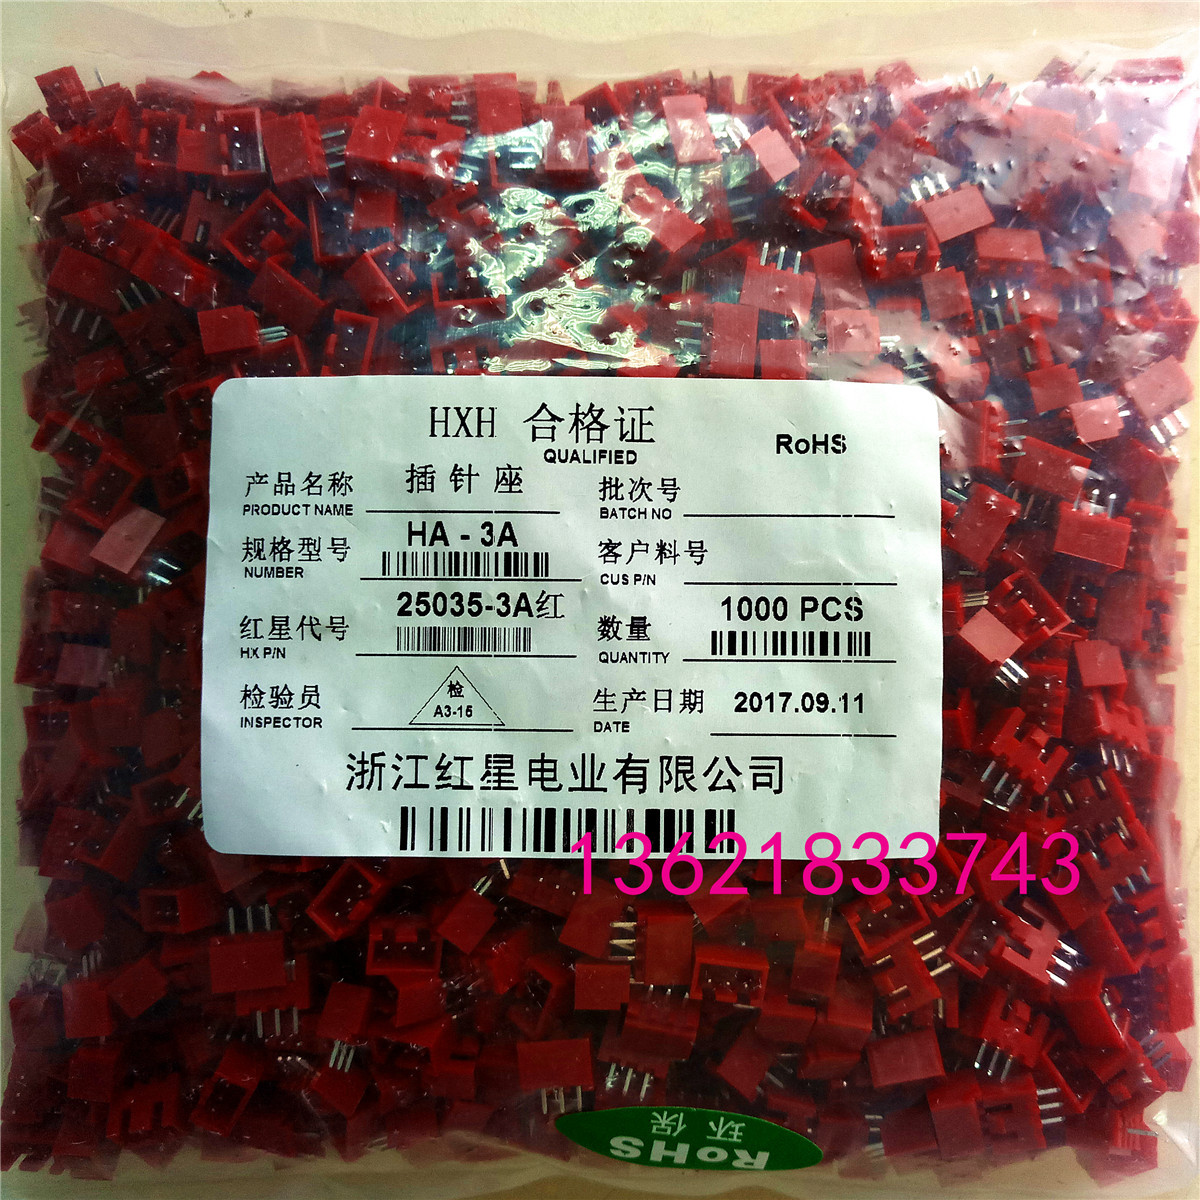 HXH 合格证
QUALIFIED
RoHS
产品名称 插针座
PRODUCT NAME
批次号
BATCH NO
规格型号 HA - 3A
NUMBER
客户料号
CUS P/N
红星代号 25035-3A红
HX P/N
数量 1000 PCS
QUANTITY
检验员 检
INSPECTOR A3-15
生产日期 2017.09.11
DATE
浙江红星电业有限公司
13621833743
环保
RoHS